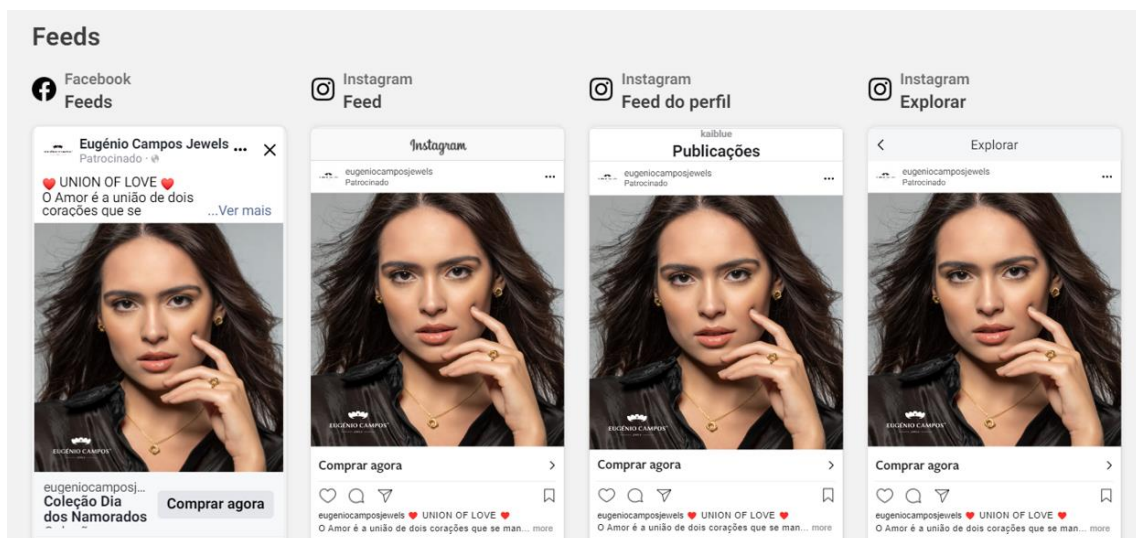 Feeds
Facebook
Feeds
Eugénio Campos Jewels ...
Patrocinado ·
❤️ UNION OF LOVE ❤️
O Amor é a união de dois
corações que se ...Ver mais
EUGÉNIO CAMPOS
eugeniocamposj...
Coleção Dia
dos Namorados
Comprar agora
Instagram
Feed
Instagram
eugeniocamposjewels
Patrocinado
EUGÉNIO CAMPOS
Comprar agora
eugeniocamposjewels ❤️ UNION OF LOVE ❤️
O Amor é a união de dois corações que se man... more
Instagram
Feed do perfil
kaiblue
Publicações
eugeniocamposjewels
Patrocinado
EUGÉNIO CAMPOS
Comprar agora
eugeniocamposjewels ❤️ UNION OF LOVE ❤️
O Amor é a união de dois corações que se man... more
Instagram
Explorar
Explorar
eugeniocamposjewels
Patrocinado
EUGÉNIO CAMPOS
Comprar agora
eugeniocamposjewels ❤️ UNION OF LOVE ❤️
O Amor é a união de dois corações que se man... more